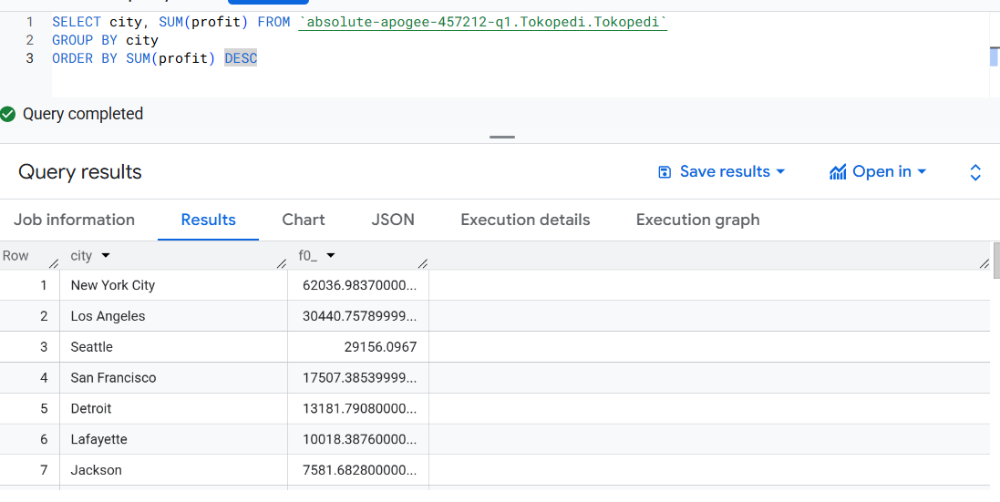 1 SELECT city, SUM(profit) FROM `absolute-apogee-457212-q1.Tokopedi.Tokopedi`
2 GROUP BY city
3 ORDER BY SUM(profit) DESC
Query completed
Query results
Save results
Open in
Job information Results Chart JSON Execution details Execution graph
Row city f0_
1 New York City 62036.98370000...
2 Los Angeles 30440.75789999...
3 Seattle 29156.0967
4 San Francisco 17507.38539999...
5 Detroit 13181.79080000...
6 Lafayette 10018.38760000...
7 Jackson 7581.682800000...